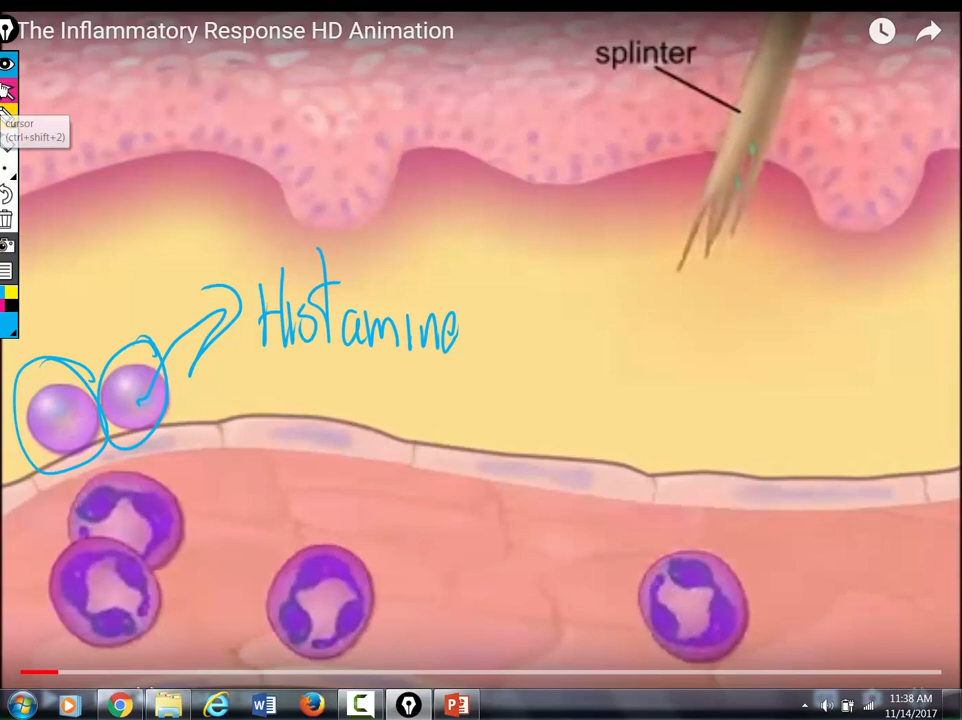 The Inflammatory Response HD Animation
splinter
cursor
(ctrl+shift+2)
Histamine
11:38 AM
11/14/2017